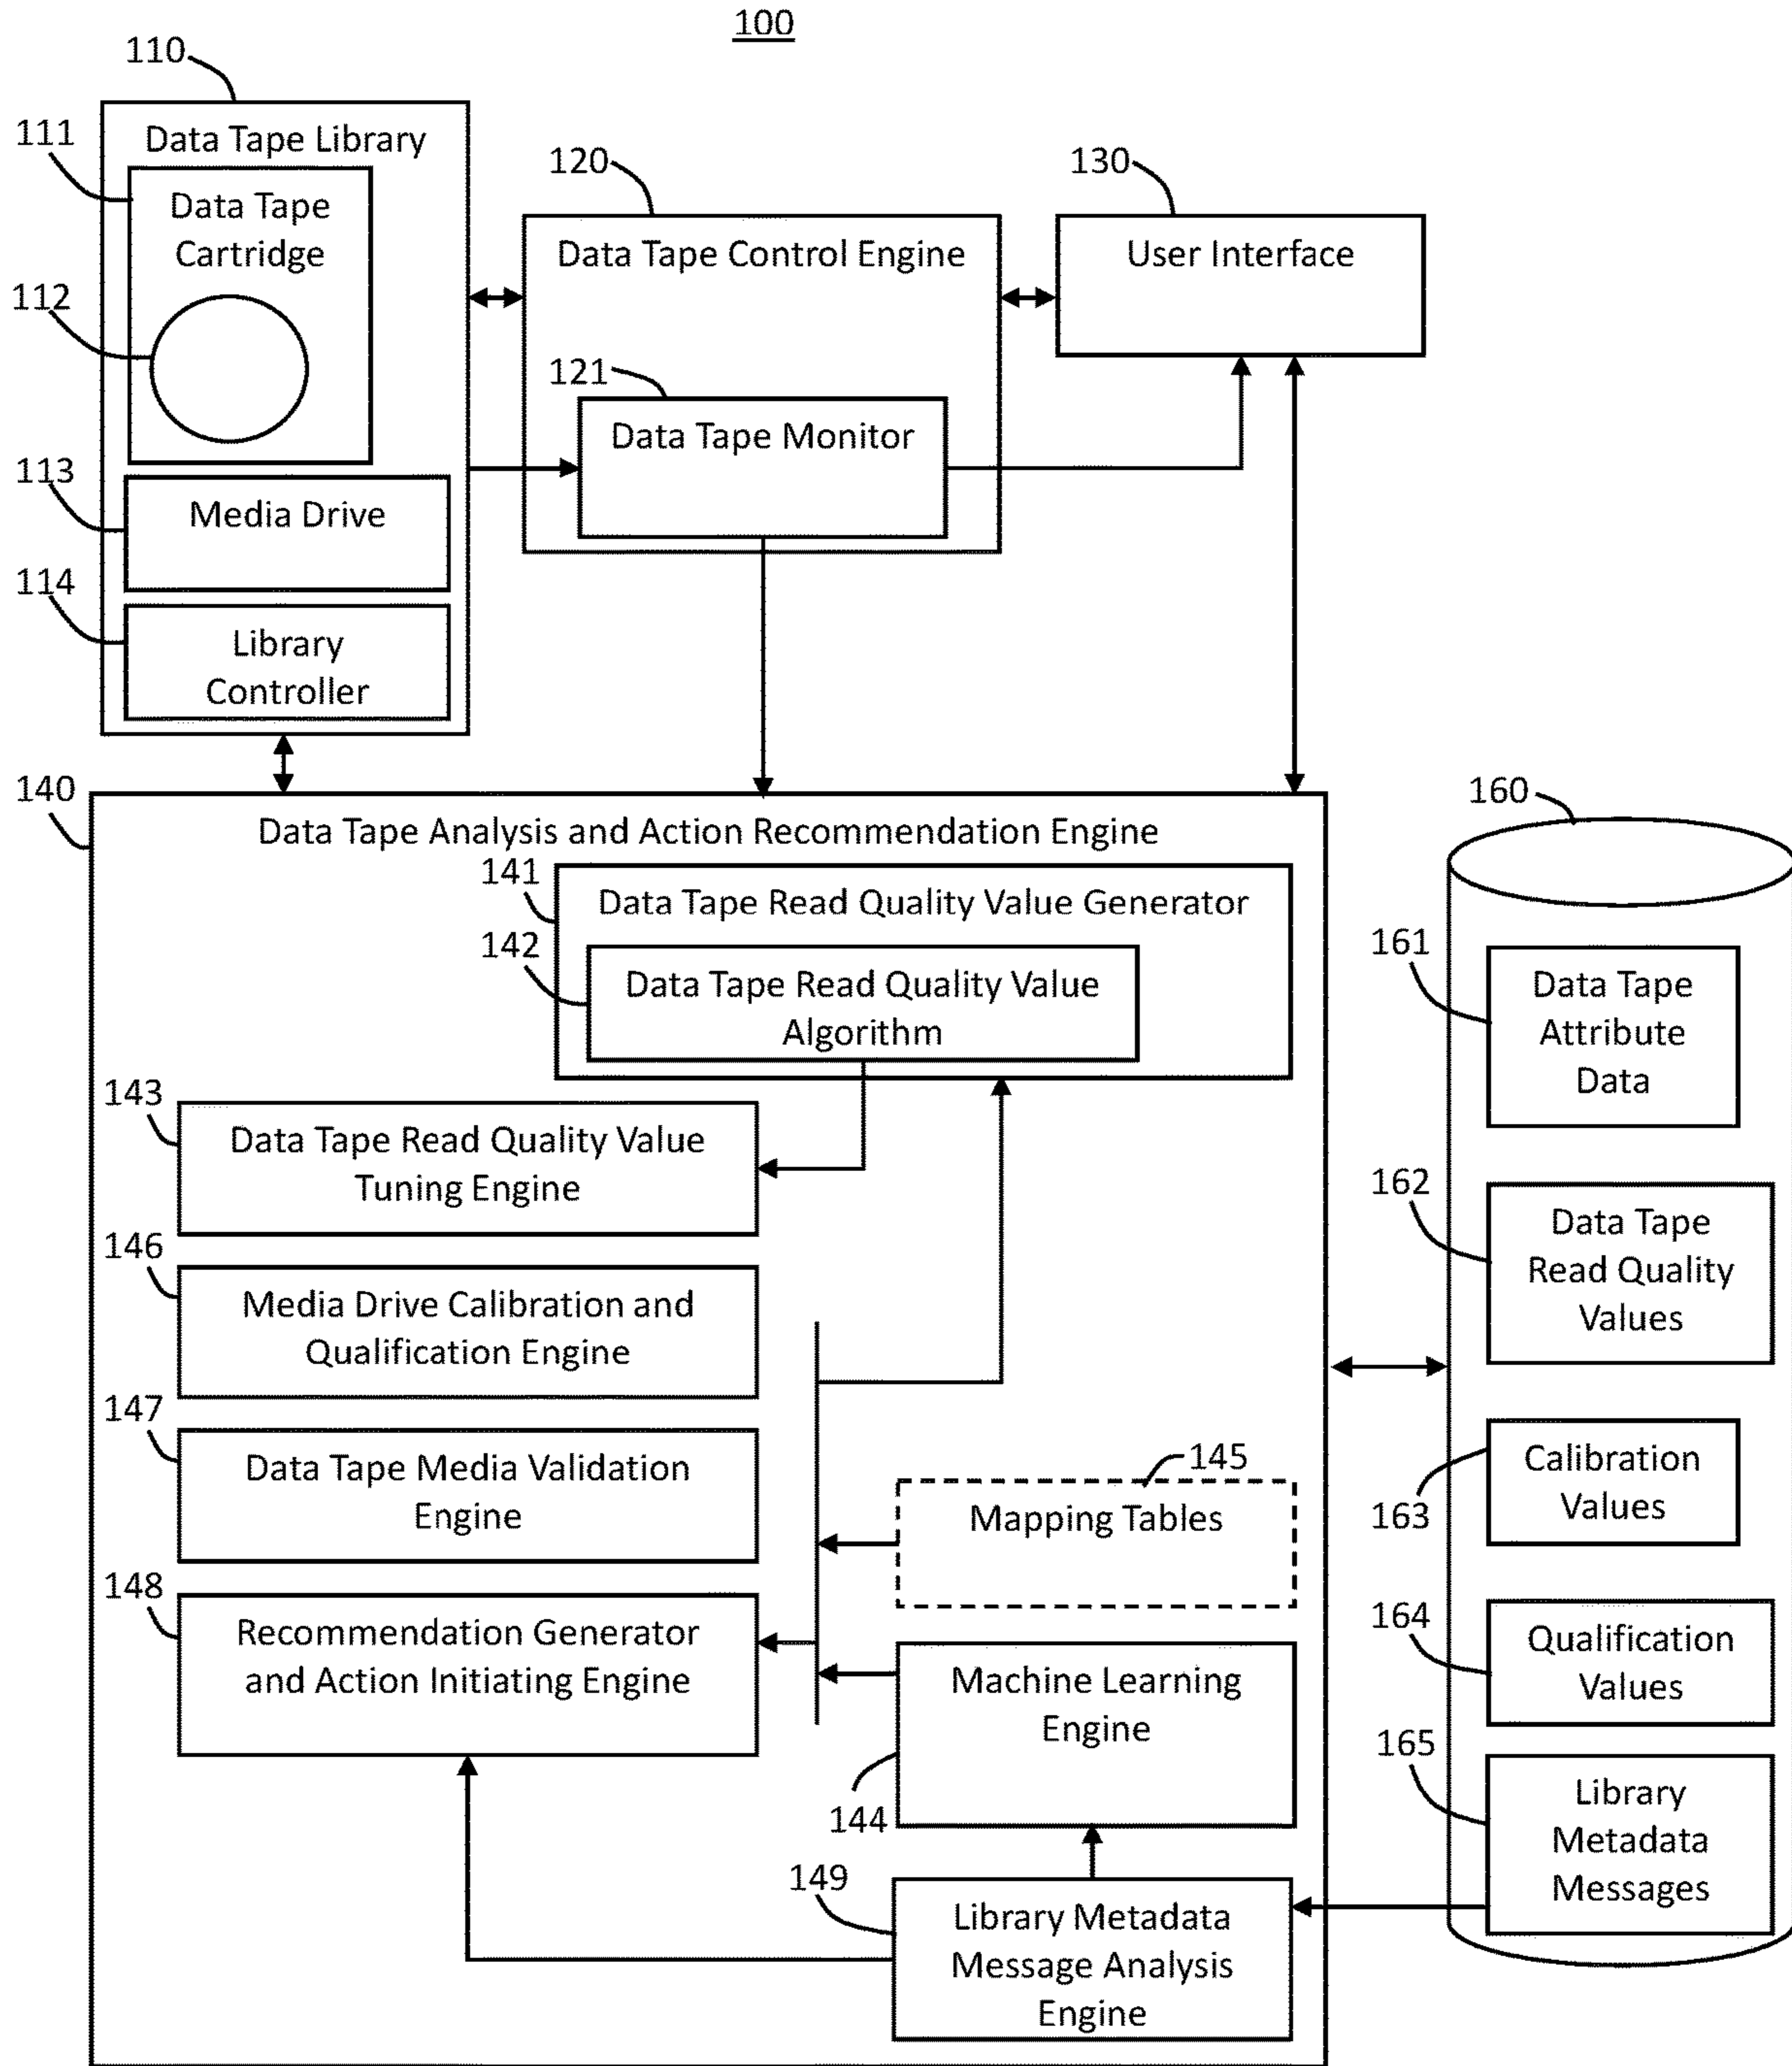 100
110
Data Tape Library
111
Data Tape
Cartridge
112
113
Media Drive
114
Library
Controller
120
Data Tape Control Engine
121
Data Tape Monitor
130
User Interface
140
Data Tape Analysis and Action Recommendation Engine
141
Data Tape Read Quality Value Generator
142
Data Tape Read Quality Value
Algorithm
143
Data Tape Read Quality Value
Tuning Engine
146
Media Drive Calibration and
Qualification Engine
147
Data Tape Media Validation
Engine
145
Mapping Tables
148
Recommendation Generator
and Action Initiating Engine
Machine Learning
Engine
144
149
Library Metadata
Message Analysis
Engine
160
161
Data Tape
Attribute
Data
162
Data Tape
Read Quality
Values
163
Calibration
Values
164
Qualification
Values
165
Library
Metadata
Messages